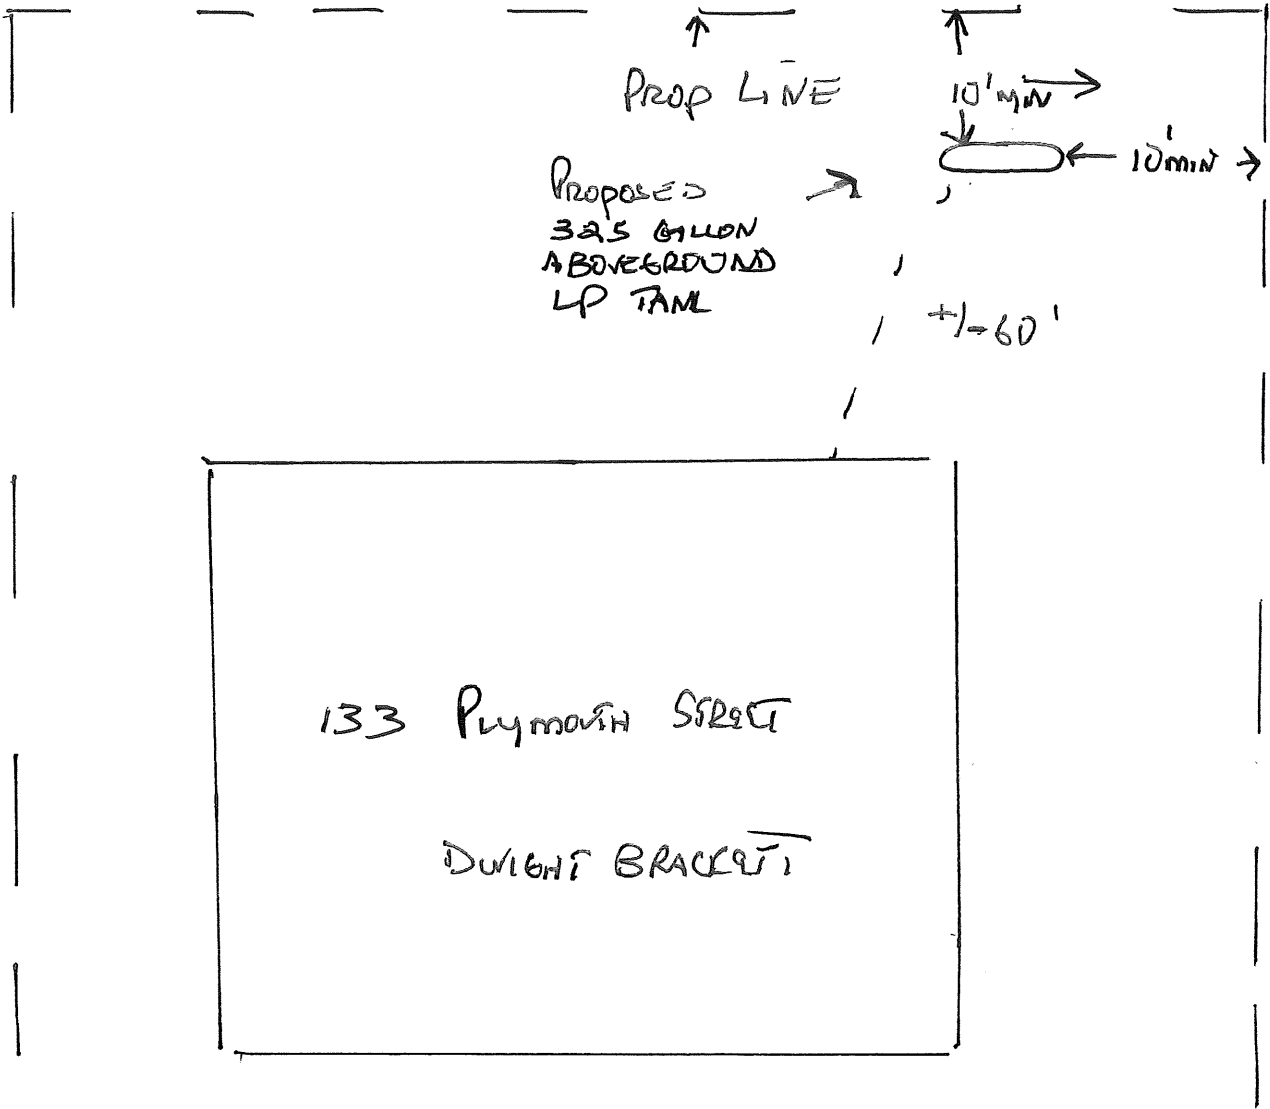 PROP LINE
10' MIN
10' MIN
PROPOSED
325 GALLON
ABOVEGROUND
LP TANK
+/-60'
133 PLYMOUTH STREET
DWIGHT BRACKETT